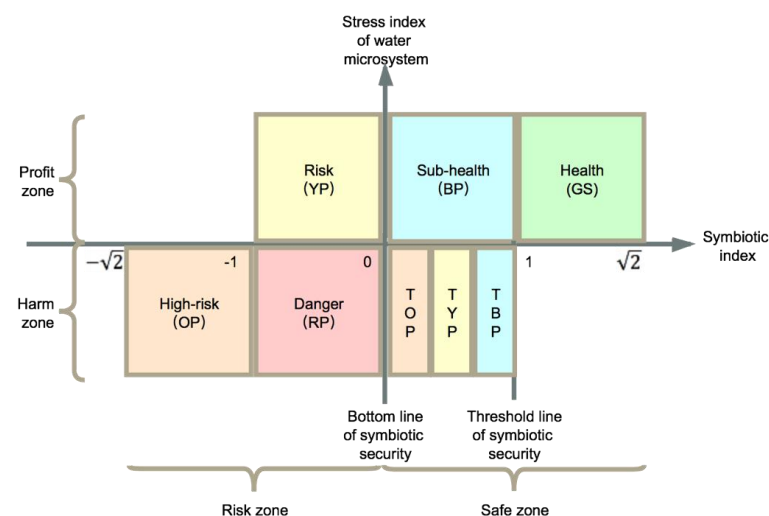 Stress index
of water
microsystem
Profit
zone
Risk
(YP)
Sub-health
(BP)
Health
(GS)
Symbiotic
index
−√2
-1
0
1
√2
Harm
zone
High-risk
(OP)
Danger
(RP)
T
O
P
T
Y
P
T
B
P
Bottom line
of symbiotic
security
Threshold line
of symbiotic
security
Risk zone
Safe zone